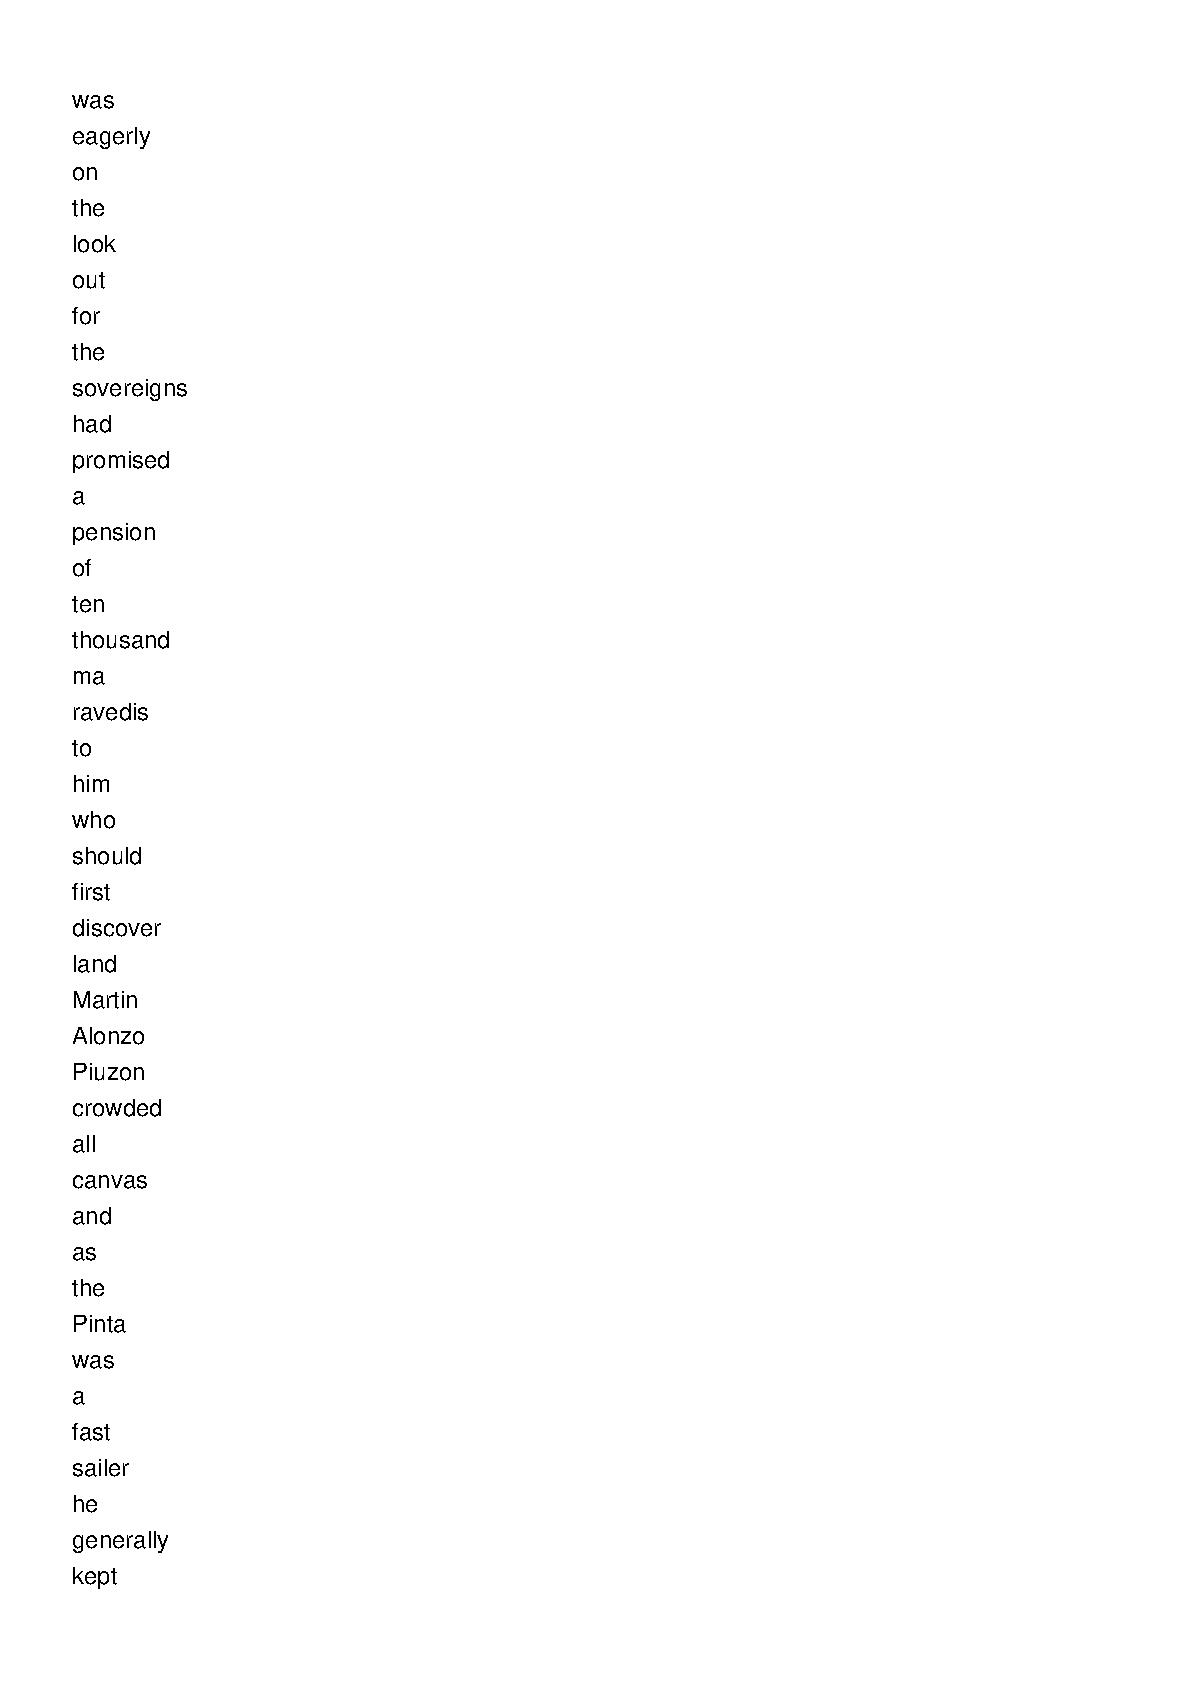 was
eagerly
on
the
look
out
for
the
sovereigns
had
promised
a
pension
of
ten
thousand
ma
ravedis
to
him
who
should
first
discover
land
Martin
Alonzo
Piuzon
crowded
all
canvas
and
as
the
Pinta
was
a
fast
sailer
he
generally
kept